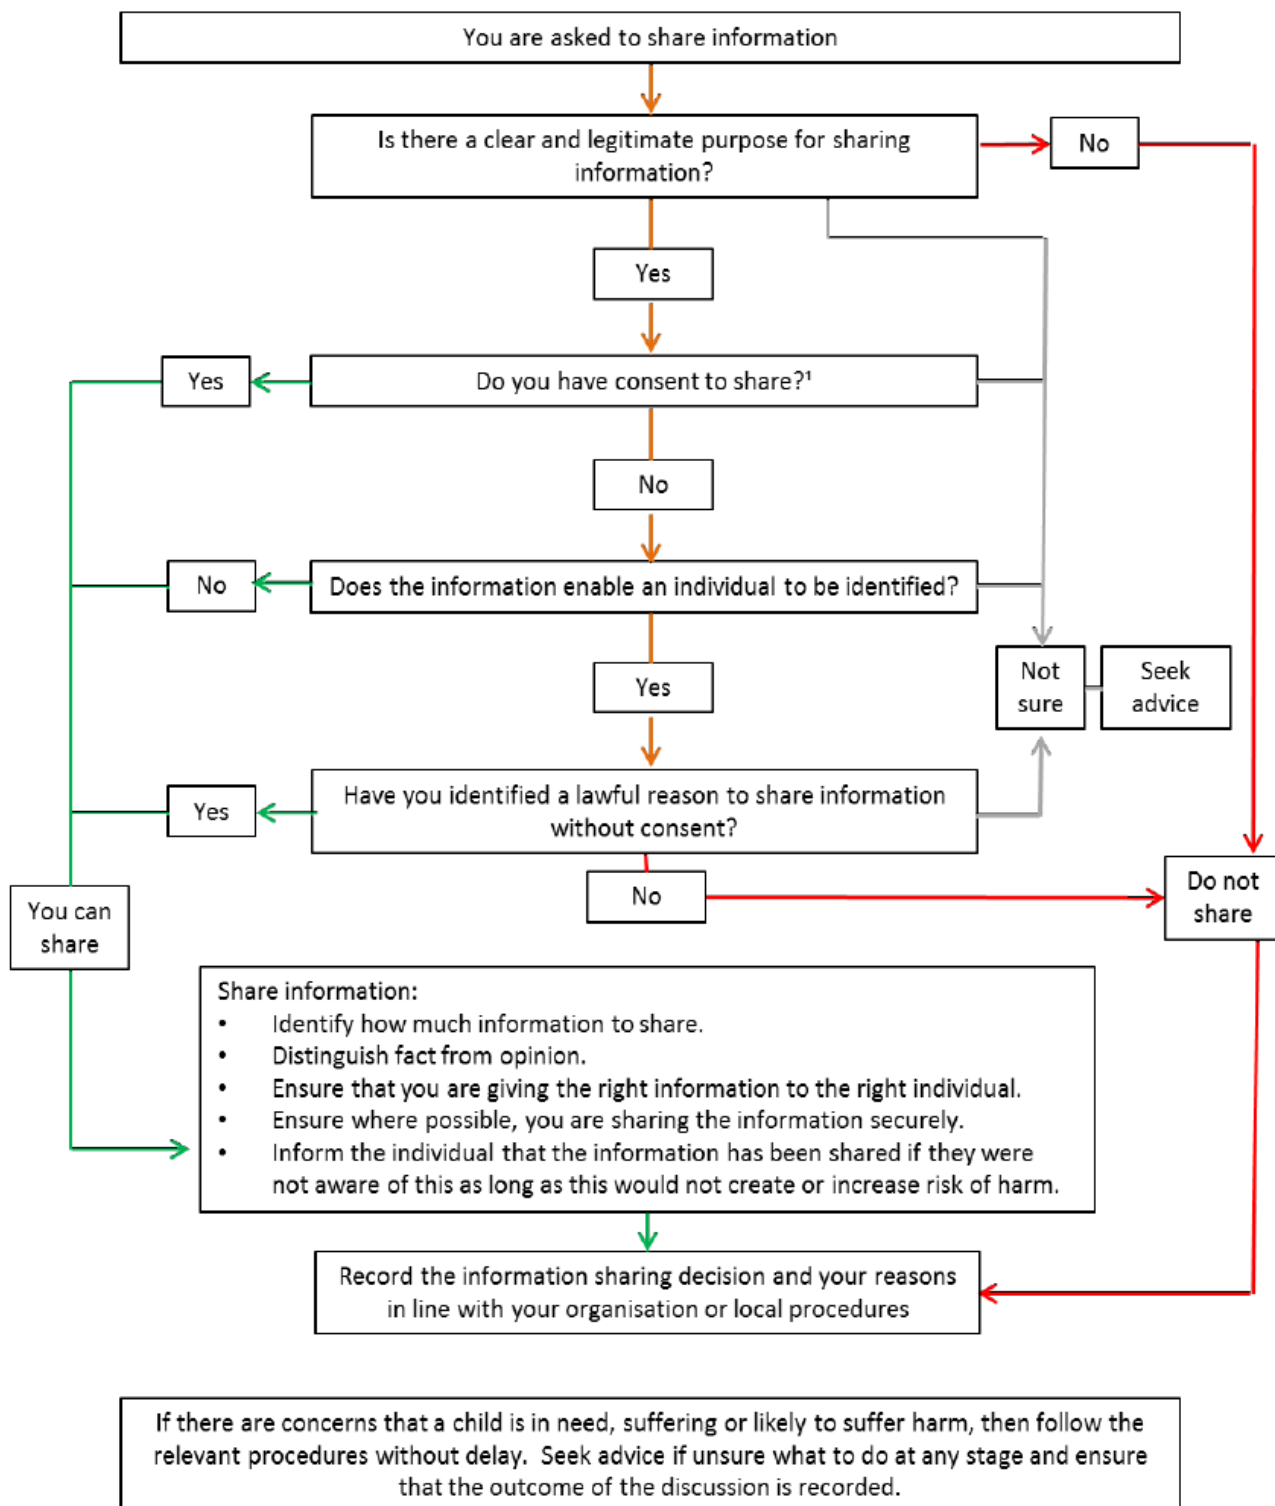 You are asked to share information
Is there a clear and legitimate purpose for sharing
information?
No
Yes
Yes
Do you have consent to share?¹
No
No
Does the information enable an individual to be identified?
Yes
Not
sure
Seek
advice
Yes
Have you identified a lawful reason to share information
without consent?
No
Do not
share
You can
share
Share information:
• Identify how much information to share.
• Distinguish fact from opinion.
• Ensure that you are giving the right information to the right individual.
• Ensure where possible, you are sharing the information securely.
• Inform the individual that the information has been shared if they were
not aware of this as long as this would not create or increase risk of harm.
Record the information sharing decision and your reasons
in line with your organisation or local procedures
If there are concerns that a child is in need, suffering or likely to suffer harm, then follow the
relevant procedures without delay.  Seek advice if unsure what to do at any stage and ensure
that the outcome of the discussion is recorded.